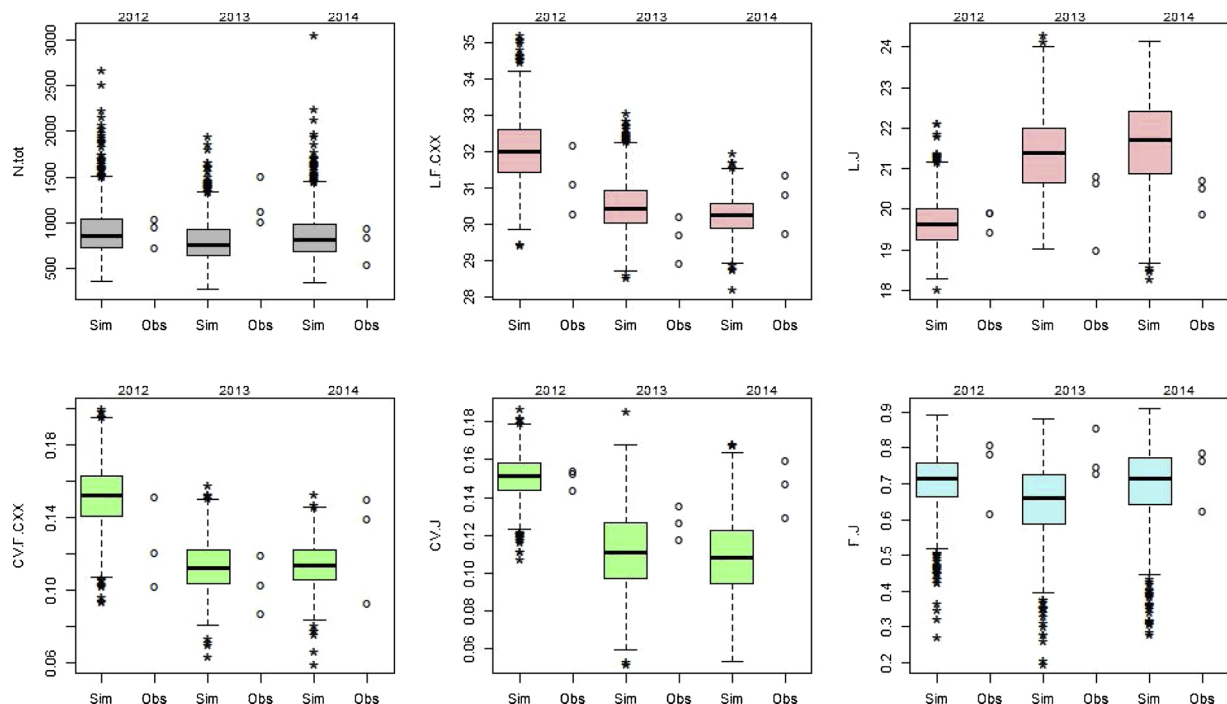 2012 2013 2014
N.tot
3000
2500
2000
1500
1000
500
Sim Obs Sim Obs Sim Obs
2012 2013 2014
L.F.CXX
35
34
33
32
31
30
29
28
Sim Obs Sim Obs Sim Obs
2012 2013 2014
L.J
24
23
22
21
20
19
18
Sim Obs Sim Obs Sim Obs
2012 2013 2014
CV.F.CXX
0.18
0.14
0.10
0.06
Sim Obs Sim Obs Sim Obs
2012 2013 2014
CV.J
0.18
0.16
0.14
0.12
0.10
0.08
0.06
Sim Obs Sim Obs Sim Obs
2012 2013 2014
F.J
0.9
0.8
0.7
0.6
0.5
0.4
0.3
0.2
Sim Obs Sim Obs Sim Obs